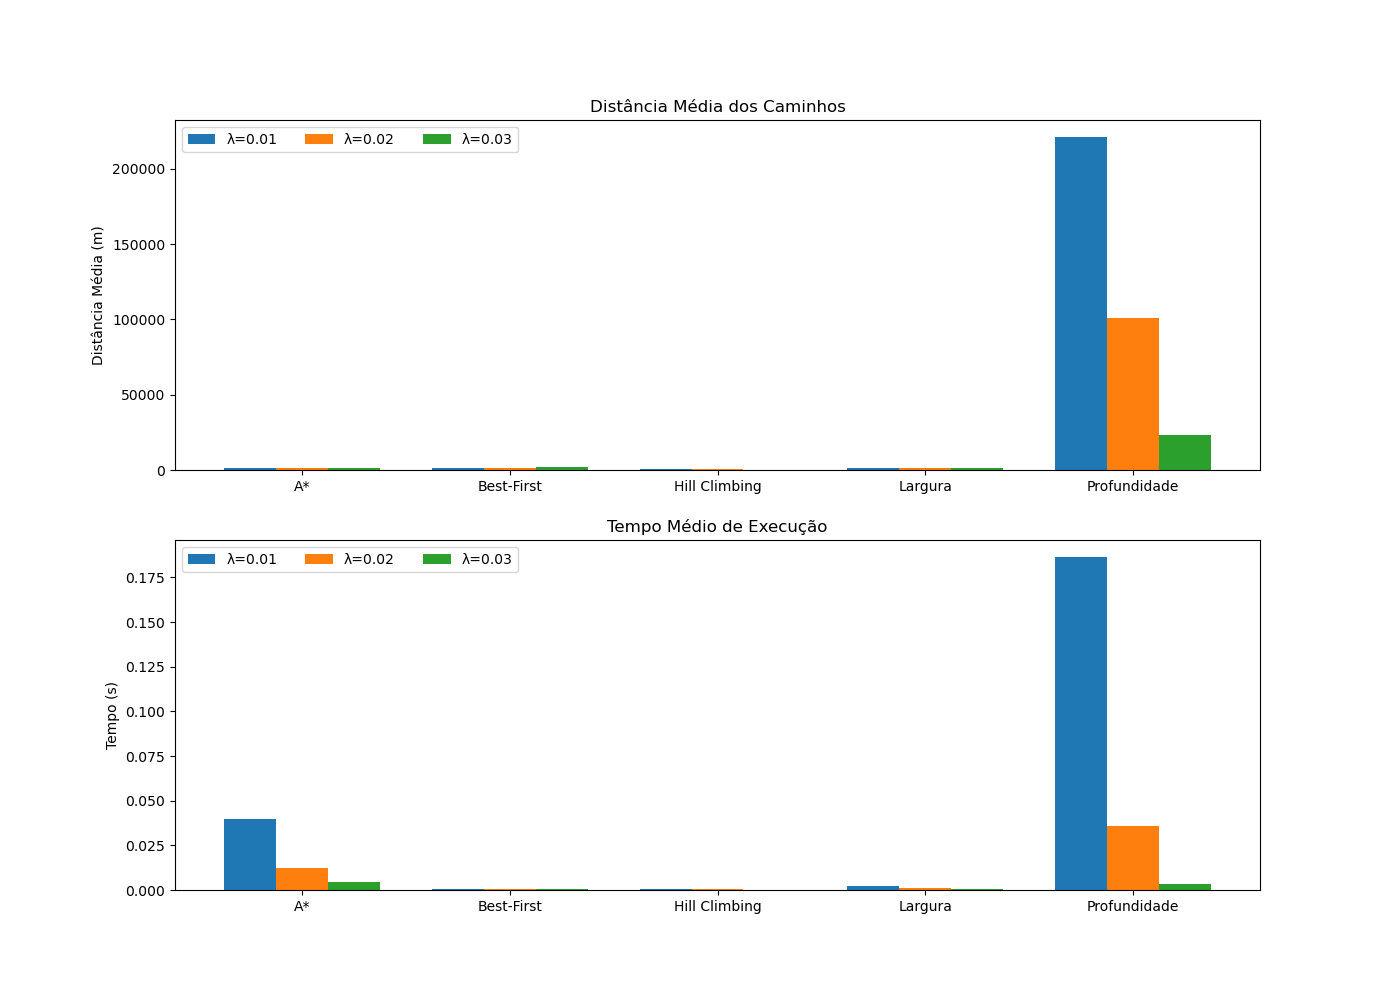 Distância Média dos Caminhos
λ=0.01 λ=0.02 λ=0.03
Distância Média (m)
200000
150000
100000
50000
0
A* Best-First Hill Climbing Largura Profundidade
Tempo Médio de Execução
λ=0.01 λ=0.02 λ=0.03
Tempo (s)
0.175
0.150
0.125
0.100
0.075
0.050
0.025
0.000
A* Best-First Hill Climbing Largura Profundidade